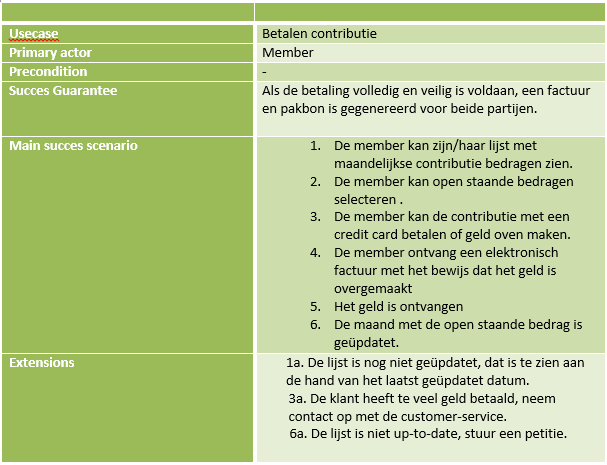 Usecase
Betalen contributie
Primary actor
Member
Precondition
-
Succes Guarantee
Als de betaling volledig en veilig is voldaan, een factuur
en pakbon is gegenereerd voor beide partijen.
Main succes scenario
1. De member kan zijn/haar lijst met
maandelijkse contributie bedragen zien.
2. De member kan open staande bedragen
selecteren .
3. De member kan de contributie met een
credit card betalen of geld oven maken.
4. De member ontvang een elektronisch
factuur met het bewijs dat het geld is
overgemaakt
5. Het geld is ontvangen
6. De maand met de open staande bedrag is
geüpdatet.
Extensions
1a. De lijst is nog niet geüpdatet, dat is te zien aan
de hand van het laatst geüpdatet datum.
3a. De klant heeft te veel geld betaald, neem
contact op met de customer-service.
6a. De lijst is niet up-to-date, stuur een petitie.